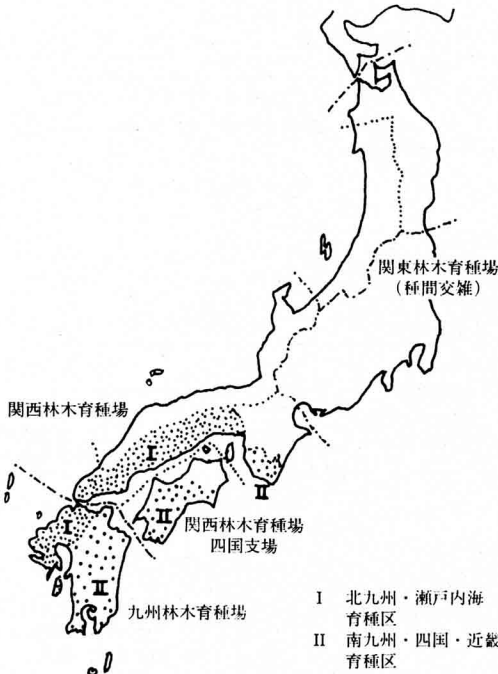 関東林木育種場
(種間交雑)
関西林木育種場
I
II
II
関西林木育種場
四国支場
I
II
九州林木育種場
I 北九州・瀬戸内海
育種区
II 南九州・四国・近畿
育種区